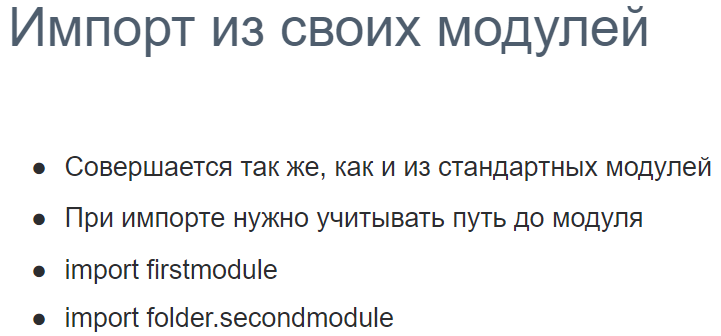 Импорт из своих модулей
● Совершается так же, как и из стандартных модулей
● При импорте нужно учитывать путь до модуля
● import firstmodule
● import folder.secondmodule